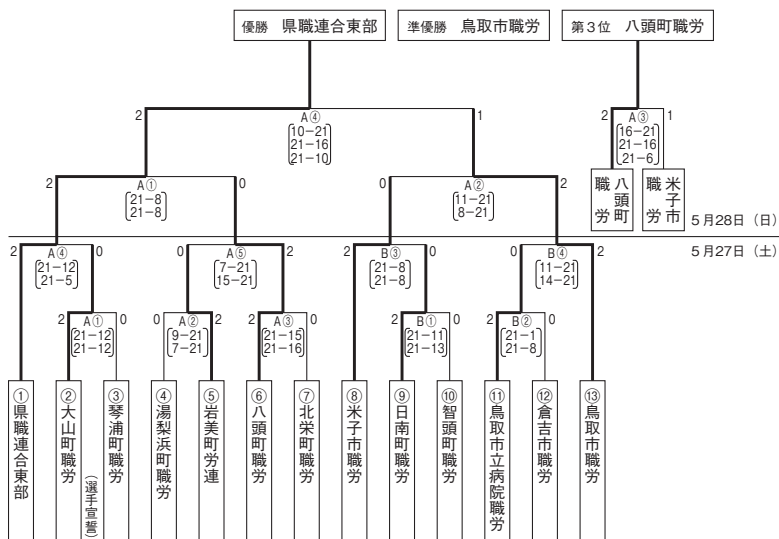 優勝 県職連合東部
準優勝 鳥取市職労
第３位 八頭町職労
2 A④ 1
10－21
21－16
21－10
2 A③ 1
16－21
21－16
21－6
八頭町職労
米子市職労
2 A① 0
21－8
21－8
0 A② 2
11－21
8－21
5月28日（日）
5月27日（土）
2 A④ 0
21－12
21－5
0 A⑤ 2
7－21
15－21
2 B③ 0
21－8
21－8
0 B④ 2
11－21
14－21
2 A① 0
21－12
21－12
0 A② 2
9－21
7－21
2 A③ 0
21－15
21－16
2 B① 0
21－11
21－13
2 B② 0
21－1
21－8
①県職連合東部
②大山町職労
（選手宣誓）
③琴浦町職労
④湯梨浜町職労
⑤岩美町労連
⑥八頭町職労
⑦北栄町職労
⑧米子市職労
⑨日南町職労
⑩智頭町職労
⑪鳥取市立病院職労
⑫倉吉市職労
⑬鳥取市職労